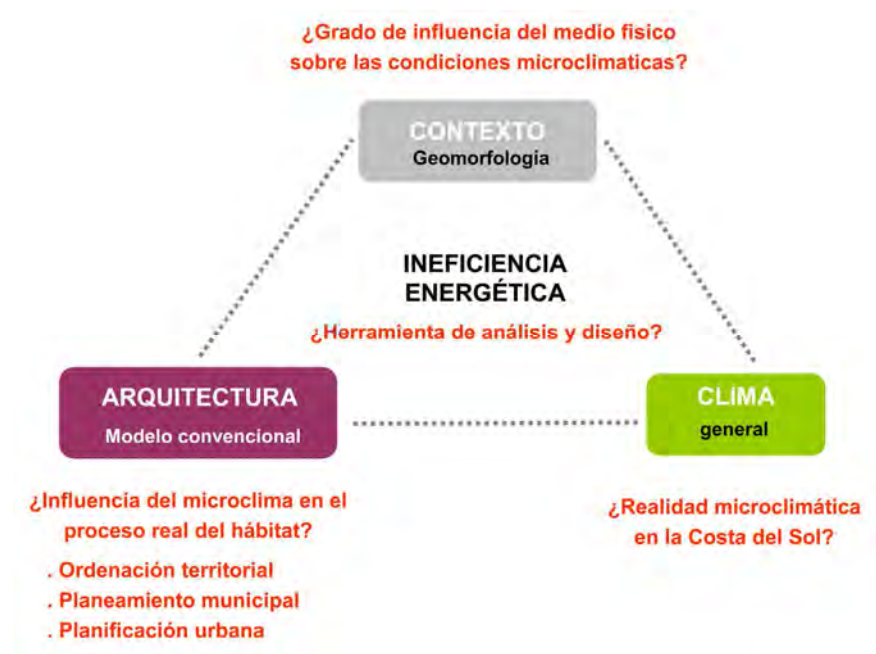 ¿Grado de influencia del medio fisico
sobre las condiciones microclimaticas?
CONTEXTO
Geomorfologia
INEFICIENCIA
ENERGÉTICA
¿Herramienta de análisis y diseño?
ARQUITECTURA
Modelo convencional
CLIMA
general
¿Influencia del microclima en el
proceso real del hábitat?
. Ordenación territorial
. Planeamiento municipal
. Planificación urbana
¿Realidad microclimática
en la Costa del Sol?